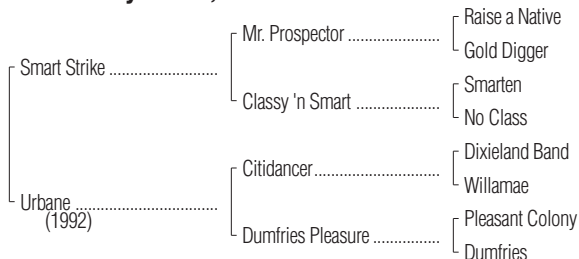 Raise a Native
Mr. Prospector ...................
Gold Digger
Smart Strike ........................
Smarten
Classy 'n Smart .................
No Class
Dixieland Band
Citidancer..........................
Willamae
Urbane ................................
(1992)
Pleasant Colony
Dumfries Pleasure ...............
Dumfries